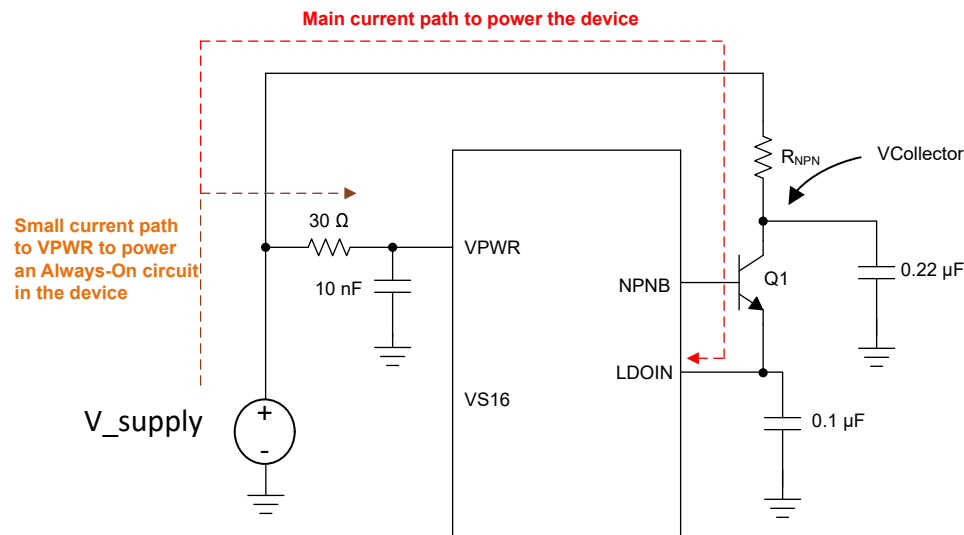 Main current path to power the device
R_NPN
VCollector
Small current path
to VPWR to power
an Always-On circuit
in the device
30 Ω
VPWR
10 nF
NPNB
Q1
0.22 µF
LDOIN
VS16
V_supply
+
-
0.1 µF